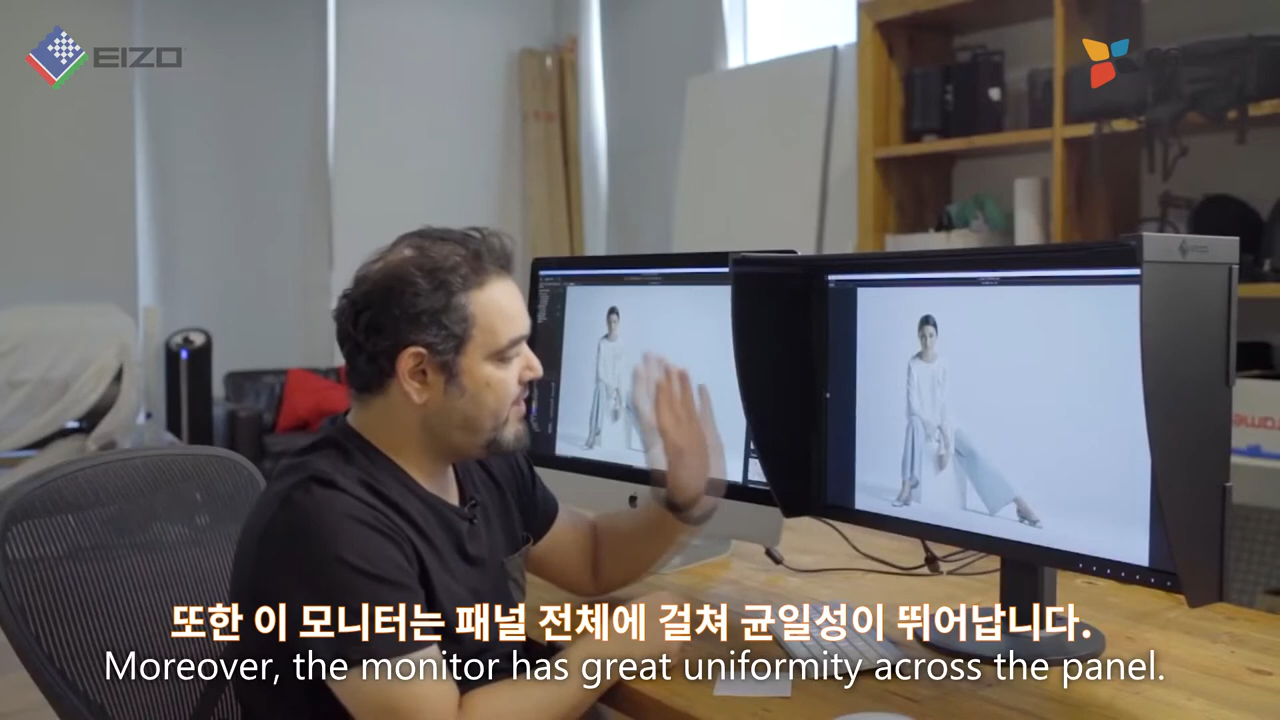 EIZO
또한 이 모니터는 패널 전체에 걸쳐 균일성이 뛰어납니다.
Moreover, the monitor has great uniformity across the panel.